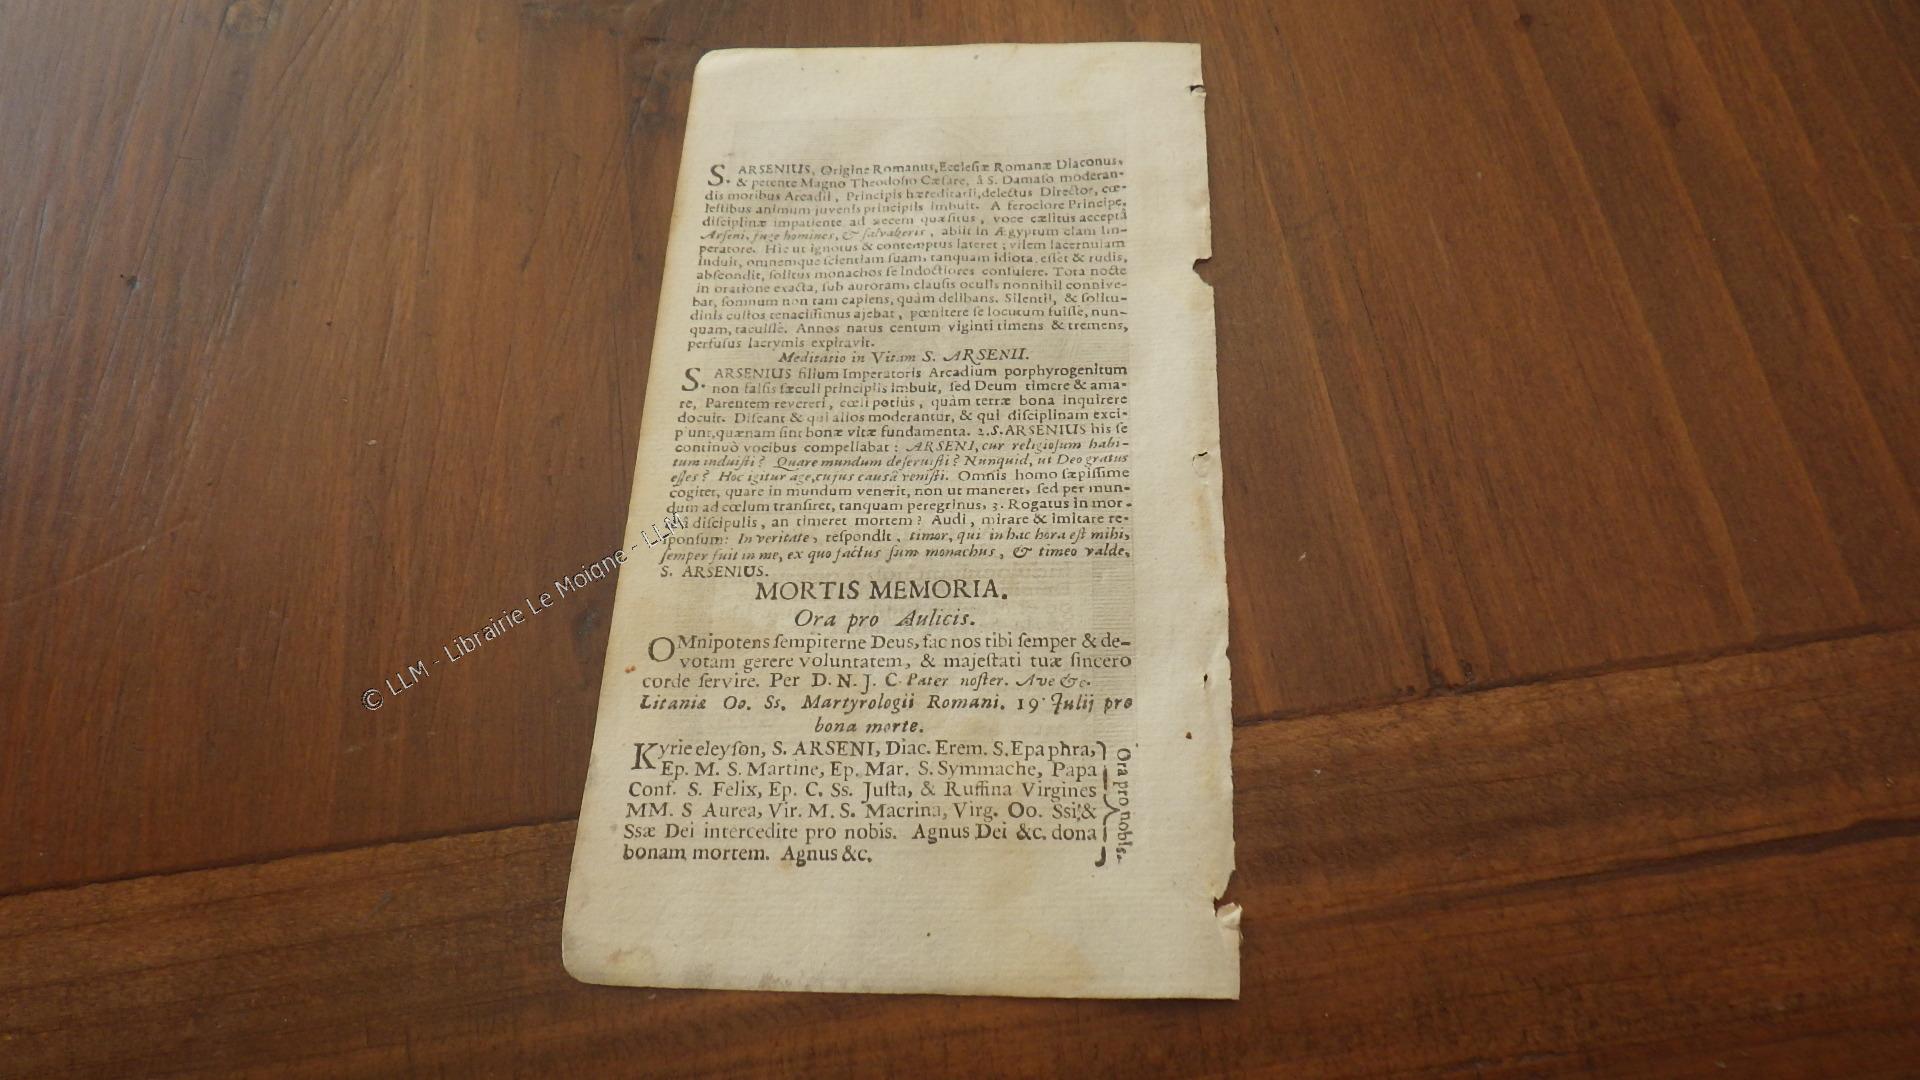 S. ARSENIUS, Origine Romanus, Ecclesiæ Romanæ Diaconus,
& petente Magno Theodosio Cæsare, â S. Damaso moderan-
dis moribus Arcadii, Principis hæreditarii, delectus Director, cœ-
lestibus animum juvenis principiis imbuit. A ferociore Principe,
disciplinæ impatiente ad necem quæsitus, voce cælitus acceptâ
Arseni, fuge homines, & salvaberis, abiit in Ægyptum clam Im-
peratore. Hic ut ignotus & contemptus lateret; vilem lacernulam
induit, omnemque scientiam suam, tanquam idiota esset & rudis,
abscondit, solitus monachos se Indoctiores consulere. Tota nocte
in oratione exacta, sub auroram, clausis oculis nonnihil connive-
bat, somnum non tam capiens, quàm delibans. Silentii, & solitu-
dinis custos tenacissimus ajebat, pœnitere se locutum fuisse, nun-
quam, tacuisse. Annos natus centum viginti timens & tremens,
perfusus lacrymis expiravit.
Meditatio in Vitam S. ARSENII.
S. ARSENIUS filium Imperatoris Arcadium porphyrogenitum
non falsis sæculi principiis imbuit, sed Deum timere & ama-
re, Parentem revereri, cœli potius, quàm terræ bona inquirere
docuit. Discant & qui alios moderantur, & qui disciplinam exci-
piunt, quænam sint bonæ vitæ fundamenta. 2. S. ARSENIUS his se
continuò vocibus compellabat: ARSENI, cur religiosum habi-
tum induisti? Quare mundum deseruisti? Nunquid, ut Deo gratus
esses? Hoc igitur age, cujus causâ venisti. Omnis homo sæpissime
cogitet, quare in mundum venerit, non ut maneret, sed per mun-
dum ad cœlum transiret, tanquam peregrinus, 3. Rogatus in mor-
discipulis, an timeret mortem? Audi, mirare & imitare re-
sponsum: In veritate, respondit, timor, qui in hac hora est mihi,
semper fuit in me, ex quo factus sum monachus, & timeo valde,
S. ARSENIUS.
MORTIS MEMORIA.
Ora pro Aulicis.
OMnipotens sempiterne Deus, fac nos tibi semper & de-
votam gerere voluntatem, & majestati tuæ sincero
corde servire. Per D. N. J. C. Pater noster. Ave &c.
Litaniæ Oo. Ss. Martyrologii Romani. 19 Julij pro
bona morte.
Kyrie eleyson, S. ARSENI, Diac. Erem. S. Epaphra,
Ep. M. S. Martine, Ep. Mar. S. Symmache, Papa
Conf. S. Felix, Ep. C. Ss. Justa, & Ruffina Virgines
MM. S Aurea, Vir. M. S. Macrina, Virg. Oo. Ssi, &
Ssæ Dei intercedite pro nobis. Agnus Dei &c. dona
bonam mortem. Agnus &c.
Ora pro nobis.
© LLM - Librairie Le Moigne - LLM